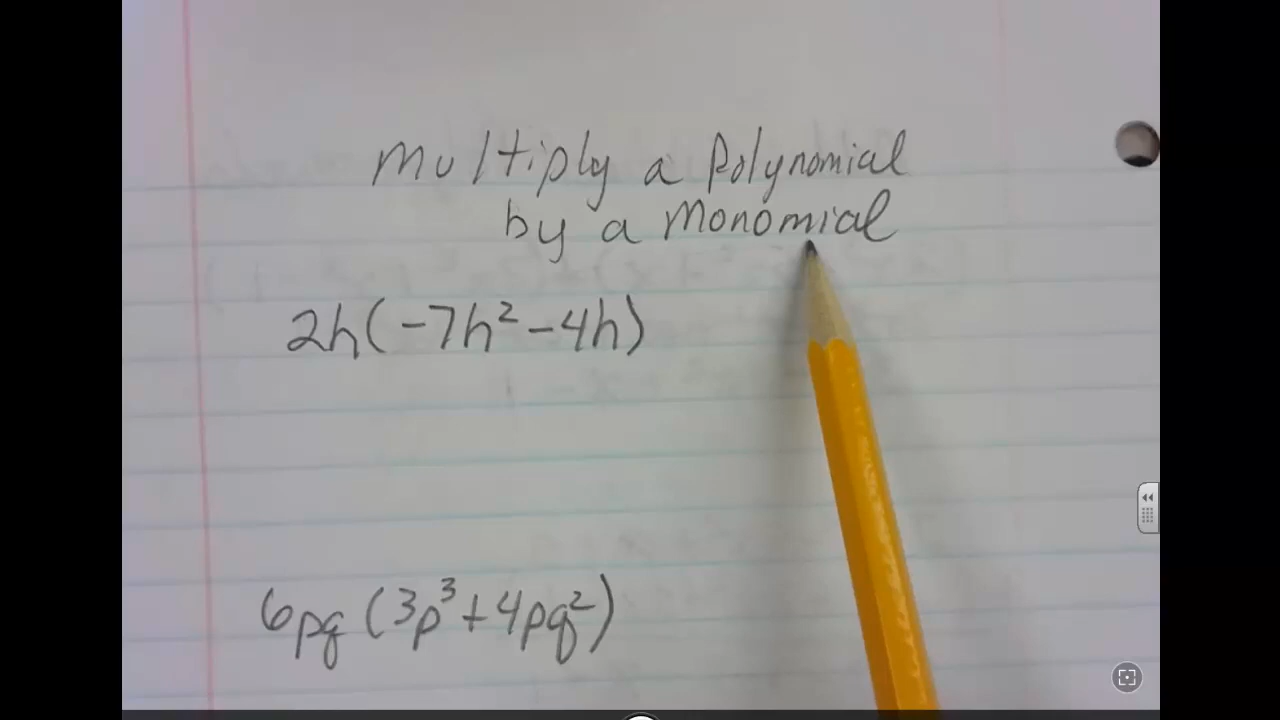 Multiply a Polynomial
by a Monomial
2h(-7h² - 4h)
6pq(3p³ + 4pq²)